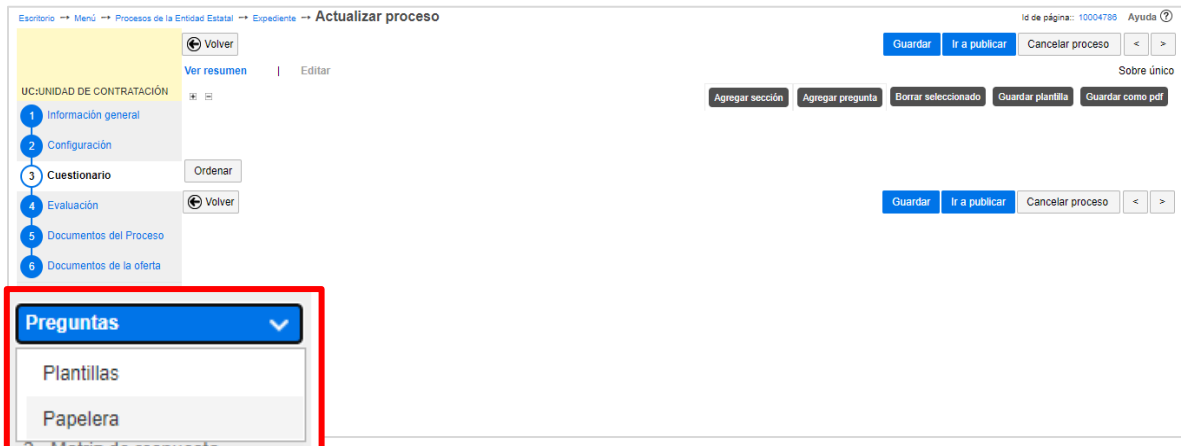 Escritorio → Menú → Procesos de la Entidad Estatal → Expediente → Actualizar proceso
Id de página:: 10004786 Ayuda ?
Volver
Guardar Ir a publicar Cancelar proceso < >
Ver resumen | Editar
Sobre único
UC:UNIDAD DE CONTRATACIÓN
Agregar sección Agregar pregunta Borrar seleccionado Guardar plantilla Guardar como pdf
1 Información general
2 Configuración
3 Cuestionario
Ordenar
4 Evaluación
Volver
Guardar Ir a publicar Cancelar proceso < >
5 Documentos del Proceso
6 Documentos de la oferta
Preguntas
Plantillas
Papelera